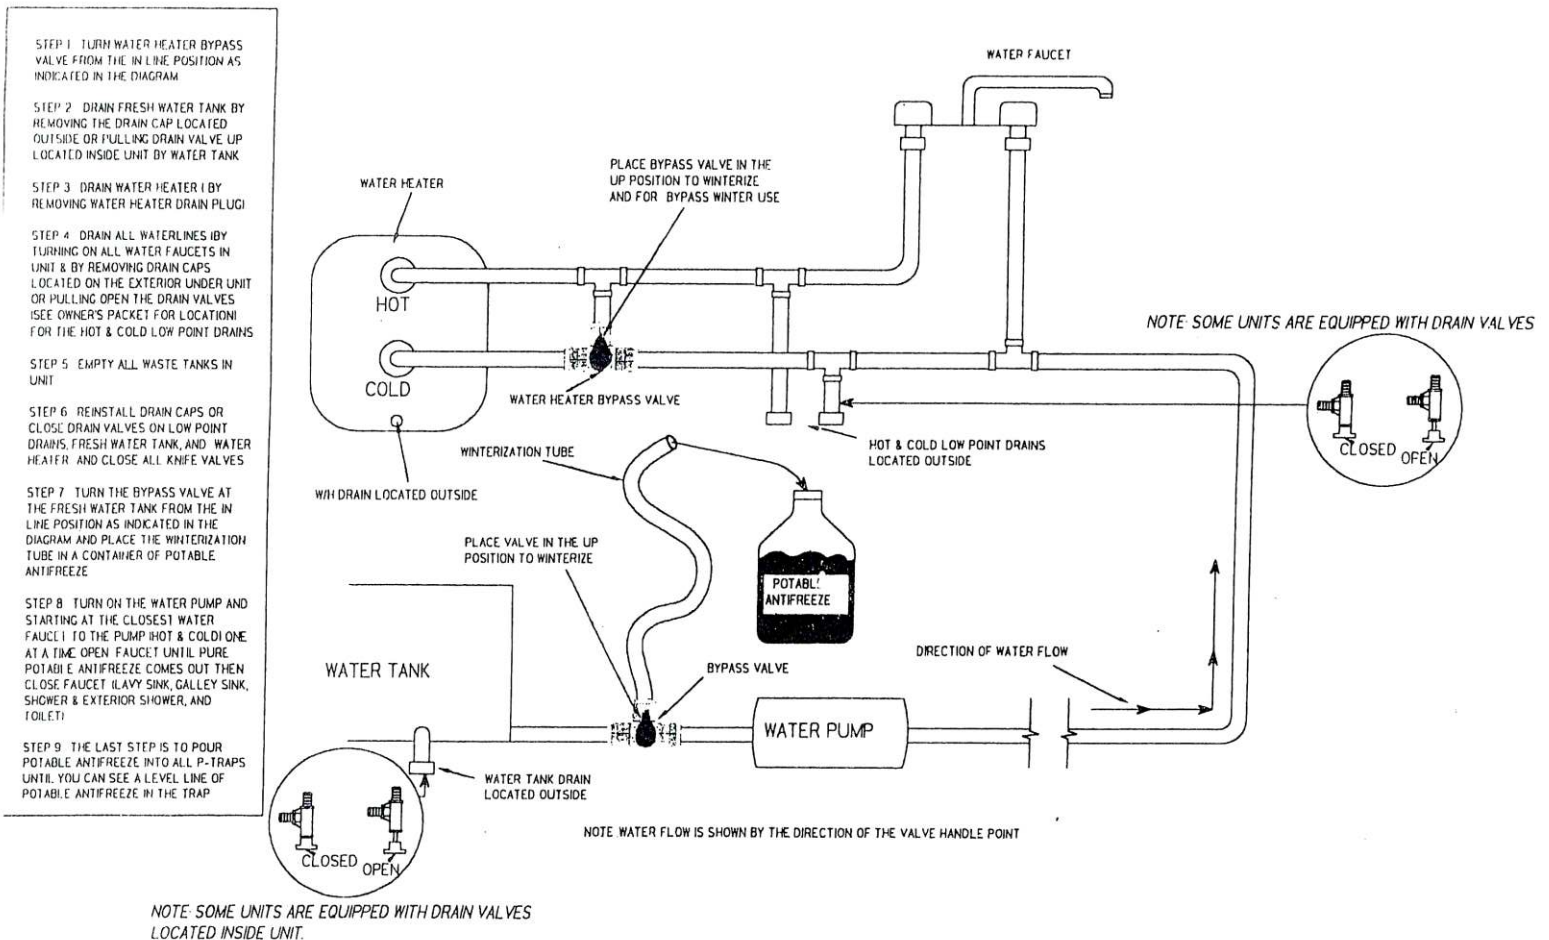 STEP 1 TURN WATER HEATER BYPASS
VALVE FROM THE IN LINE POSITION AS
INDICATED IN THE DIAGRAM
STEP 2 DRAIN FRESH WATER TANK BY
REMOVING THE DRAIN CAP LOCATED
OUTSIDE OR PULLING DRAIN VALVE UP
LOCATED INSIDE UNIT BY WATER TANK
STEP 3 DRAIN WATER HEATER (BY
REMOVING WATER HEATER DRAIN PLUG)
STEP 4 DRAIN ALL WATERLINES (BY
TURNING ON ALL WATER FAUCETS IN
UNIT & BY REMOVING DRAIN CAPS
LOCATED ON THE EXTERIOR UNDER UNIT
OR PULLING OPEN THE DRAIN VALVES
(SEE OWNER'S PACKET FOR LOCATION)
FOR THE HOT & COLD LOW POINT DRAINS
STEP 5 EMPTY ALL WASTE TANKS IN
UNIT
STEP 6 REINSTALL DRAIN CAPS OR
CLOSE DRAIN VALVES ON LOW POINT
DRAINS, FRESH WATER TANK, AND WATER
HEATER AND CLOSE ALL KNIFE VALVES
STEP 7 TURN THE BYPASS VALVE AT
THE FRESH WATER TANK FROM THE IN
LINE POSITION AS INDICATED IN THE
DIAGRAM AND PLACE THE WINTERIZATION
TUBE IN A CONTAINER OF POTABLE
ANTIFREEZE
STEP 8 TURN ON THE WATER PUMP AND
STARTING AT THE CLOSEST WATER
FAUCET TO THE PUMP (HOT & COLD) ONE
AT A TIME OPEN FAUCET UNTIL PURE
POTABLE ANTIFREEZE COMES OUT THEN
CLOSE FAUCET (LAVY SINK, GALLEY SINK,
SHOWER & EXTERIOR SHOWER, AND
TOILET)
STEP 9 THE LAST STEP IS TO POUR
POTABLE ANTIFREEZE INTO ALL P-TRAPS
UNTIL YOU CAN SEE A LEVEL LINE OF
POTABLE ANTIFREEZE IN THE TRAP
WATER FAUCET
PLACE BYPASS VALVE IN THE
UP POSITION TO WINTERIZE
AND FOR BYPASS WINTER USE
WATER HEATER
HOT
COLD
WATER HEATER BYPASS VALVE
NOTE: SOME UNITS ARE EQUIPPED WITH DRAIN VALVES
CLOSED
OPEN
HOT & COLD LOW POINT DRAINS
LOCATED OUTSIDE
WINTERIZATION TUBE
W/H DRAIN LOCATED OUTSIDE
PLACE VALVE IN THE UP
POSITION TO WINTERIZE
POTABLE
ANTIFREEZE
DIRECTION OF WATER FLOW
WATER TANK
BYPASS VALVE
WATER PUMP
WATER TANK DRAIN
LOCATED OUTSIDE
NOTE WATER FLOW IS SHOWN BY THE DIRECTION OF THE VALVE HANDLE POINT
CLOSED
OPEN
NOTE: SOME UNITS ARE EQUIPPED WITH DRAIN VALVES
LOCATED INSIDE UNIT.